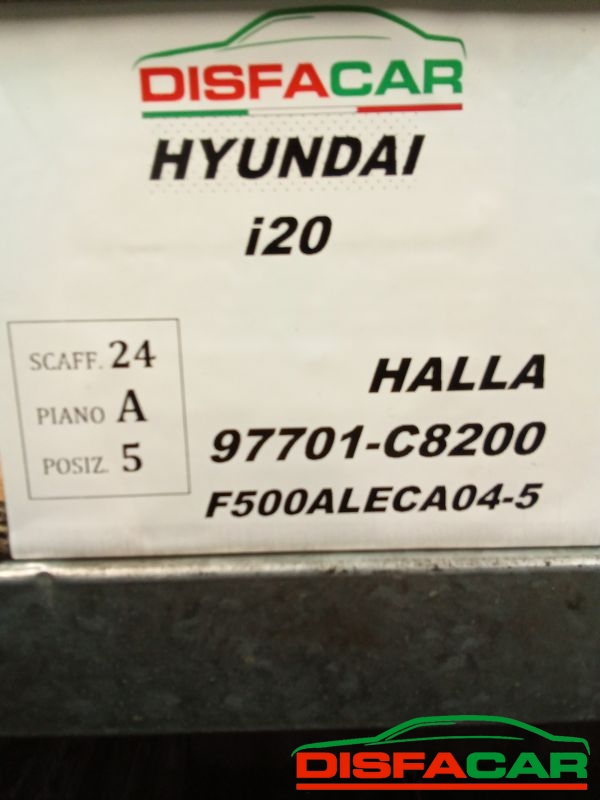 DISFACAR
HYUNDAI
i20
SCAFF. 24
PIANO A
POSIZ. 5
HALLA
97701-C8200
F500ALECA04-5
DISFACAR